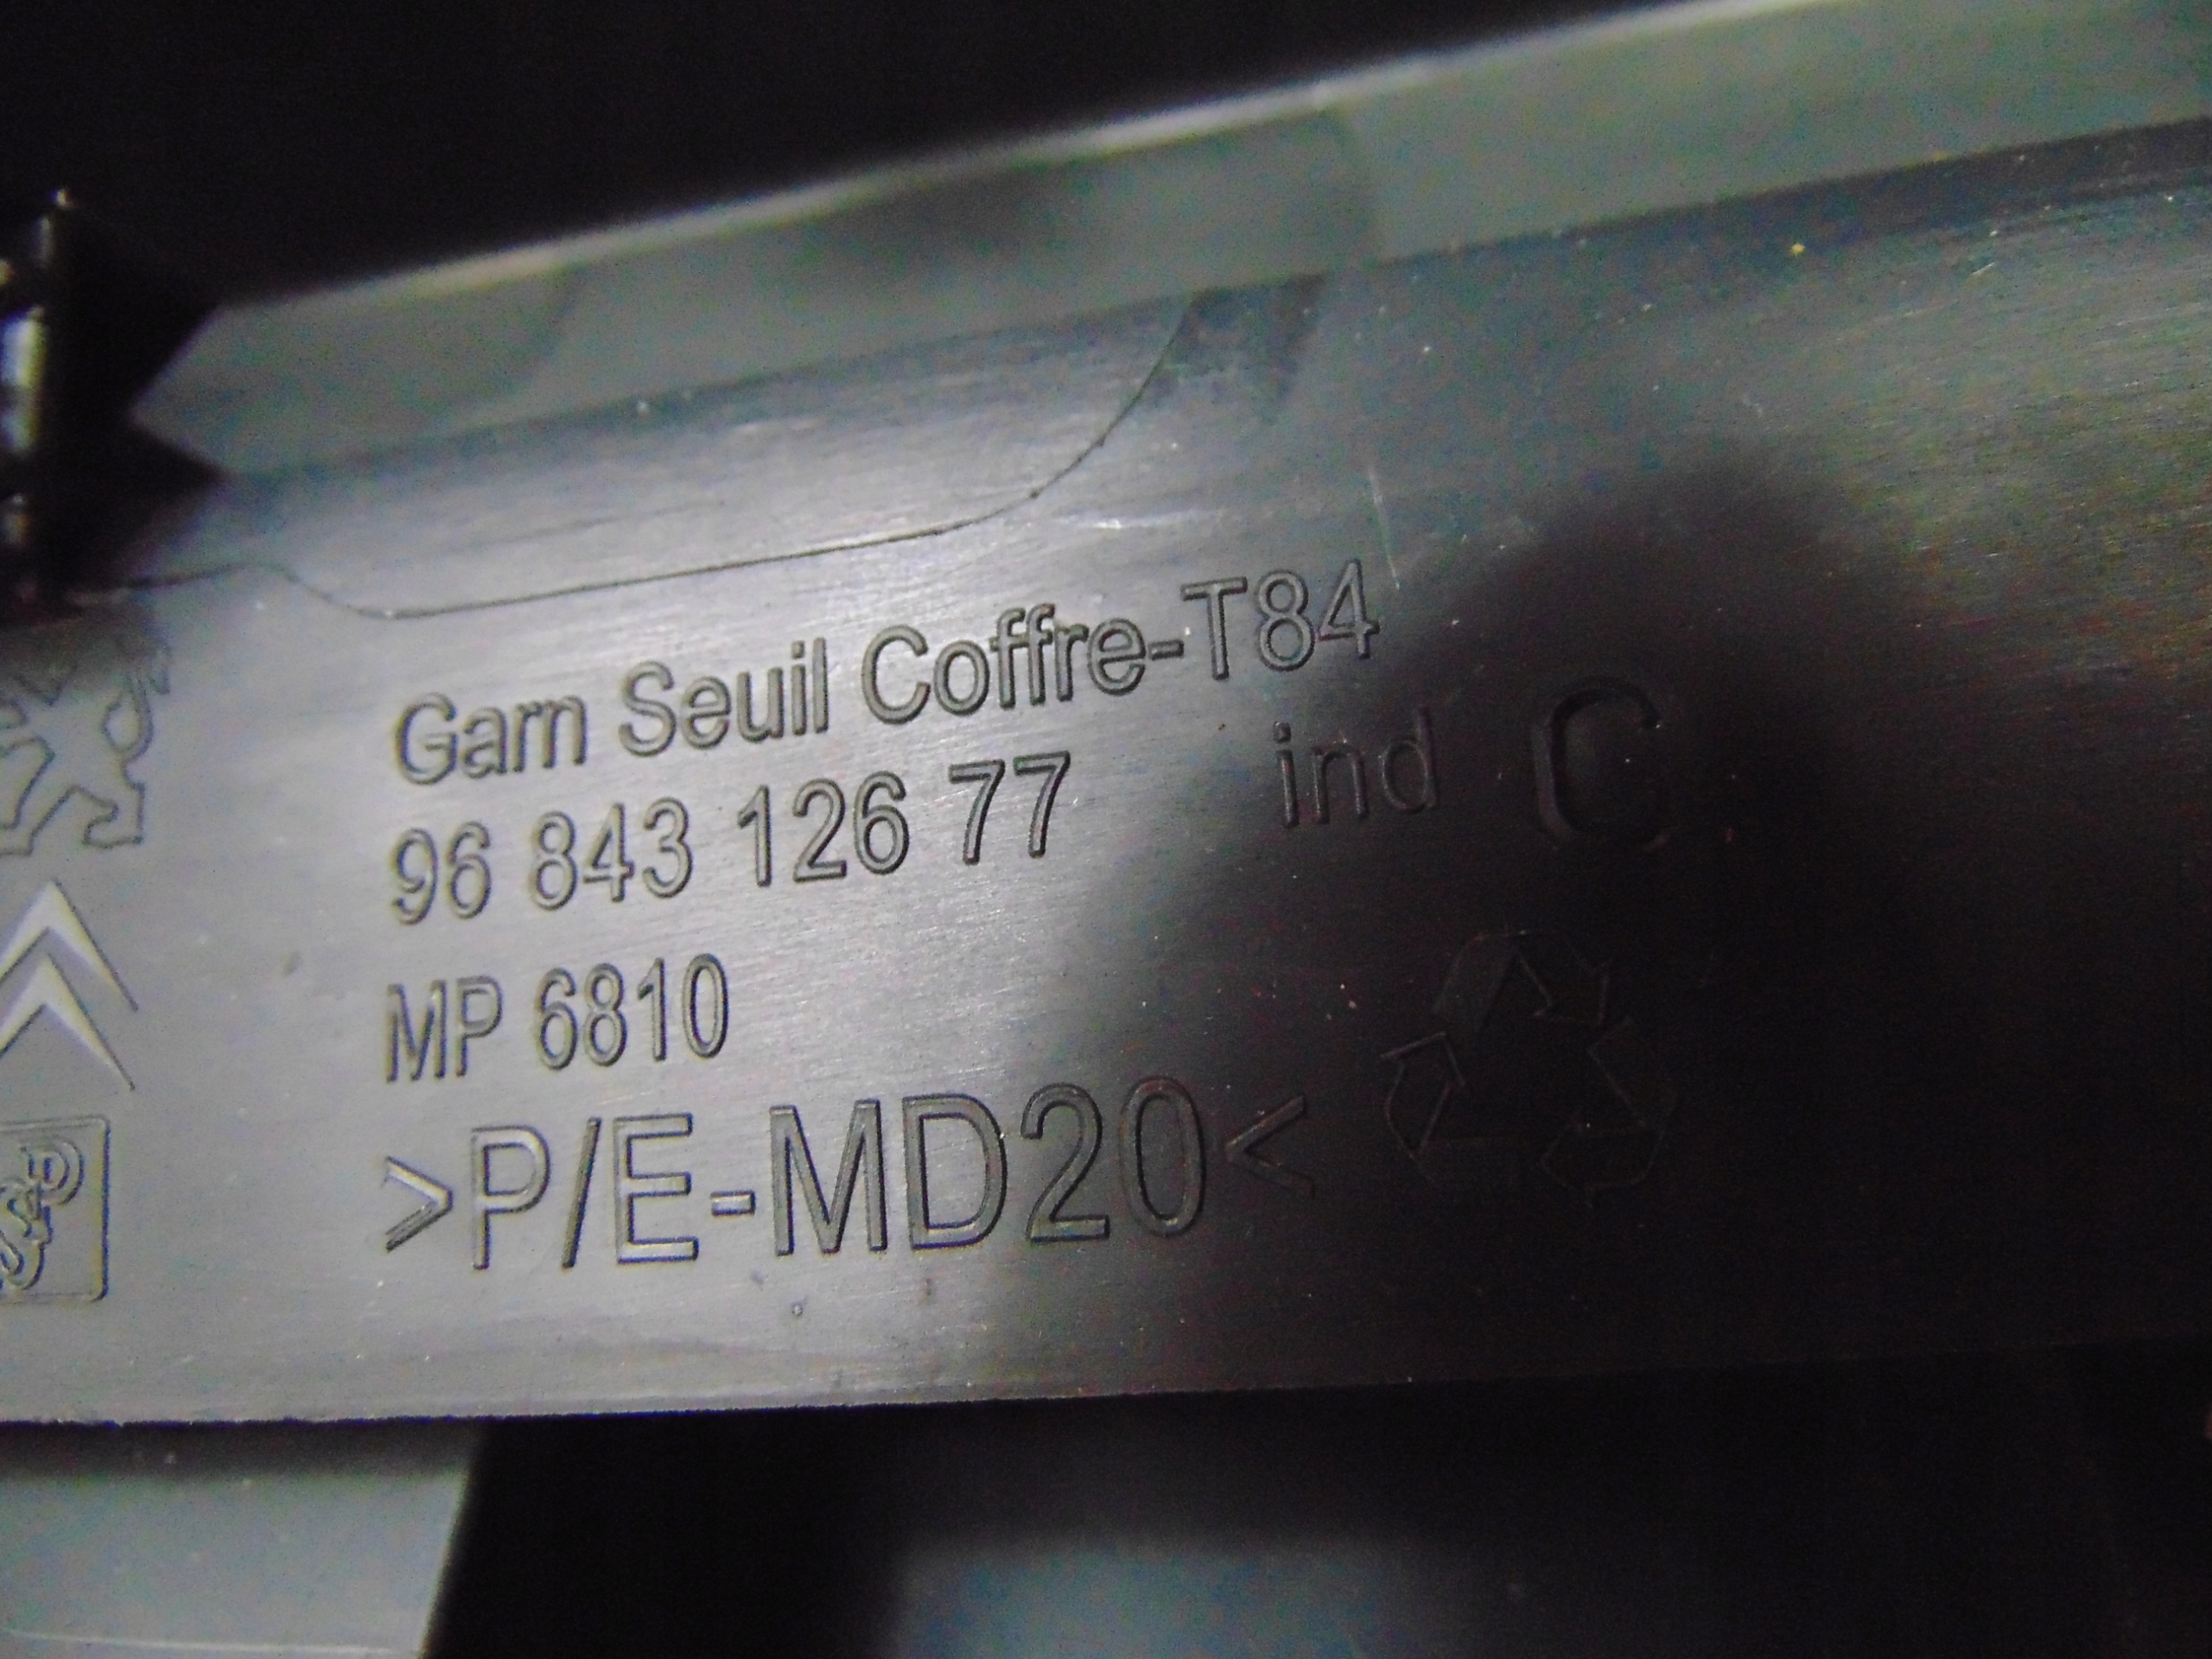 Garn Seuil Coffre-T84
96 843 126 77 ind C
MP 6810
>P/E-MD20<